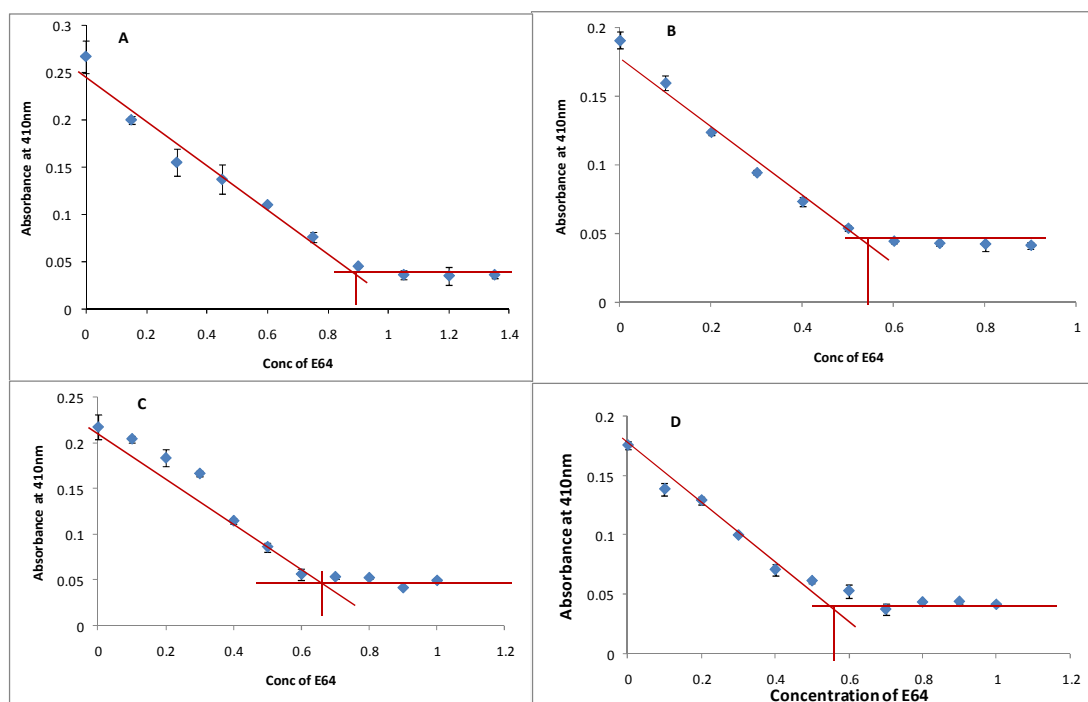 A
Absorbance at 410nm
0.3
0.25
0.2
0.15
0.1
0.05
0
0 0.2 0.4 0.6 0.8 1 1.2 1.4
Conc of E64
B
Absorbance at 410nm
0.2
0.15
0.1
0.05
0
0 0.2 0.4 0.6 0.8 1
Conc of E64
C
Absorbance at 410nm
0.25
0.2
0.15
0.1
0.05
0
0 0.2 0.4 0.6 0.8 1 1.2
Conc of E64
D
Absorbance at 410nm
0.2
0.15
0.1
0.05
0
0 0.2 0.4 0.6 0.8 1 1.2
Concentration of E64